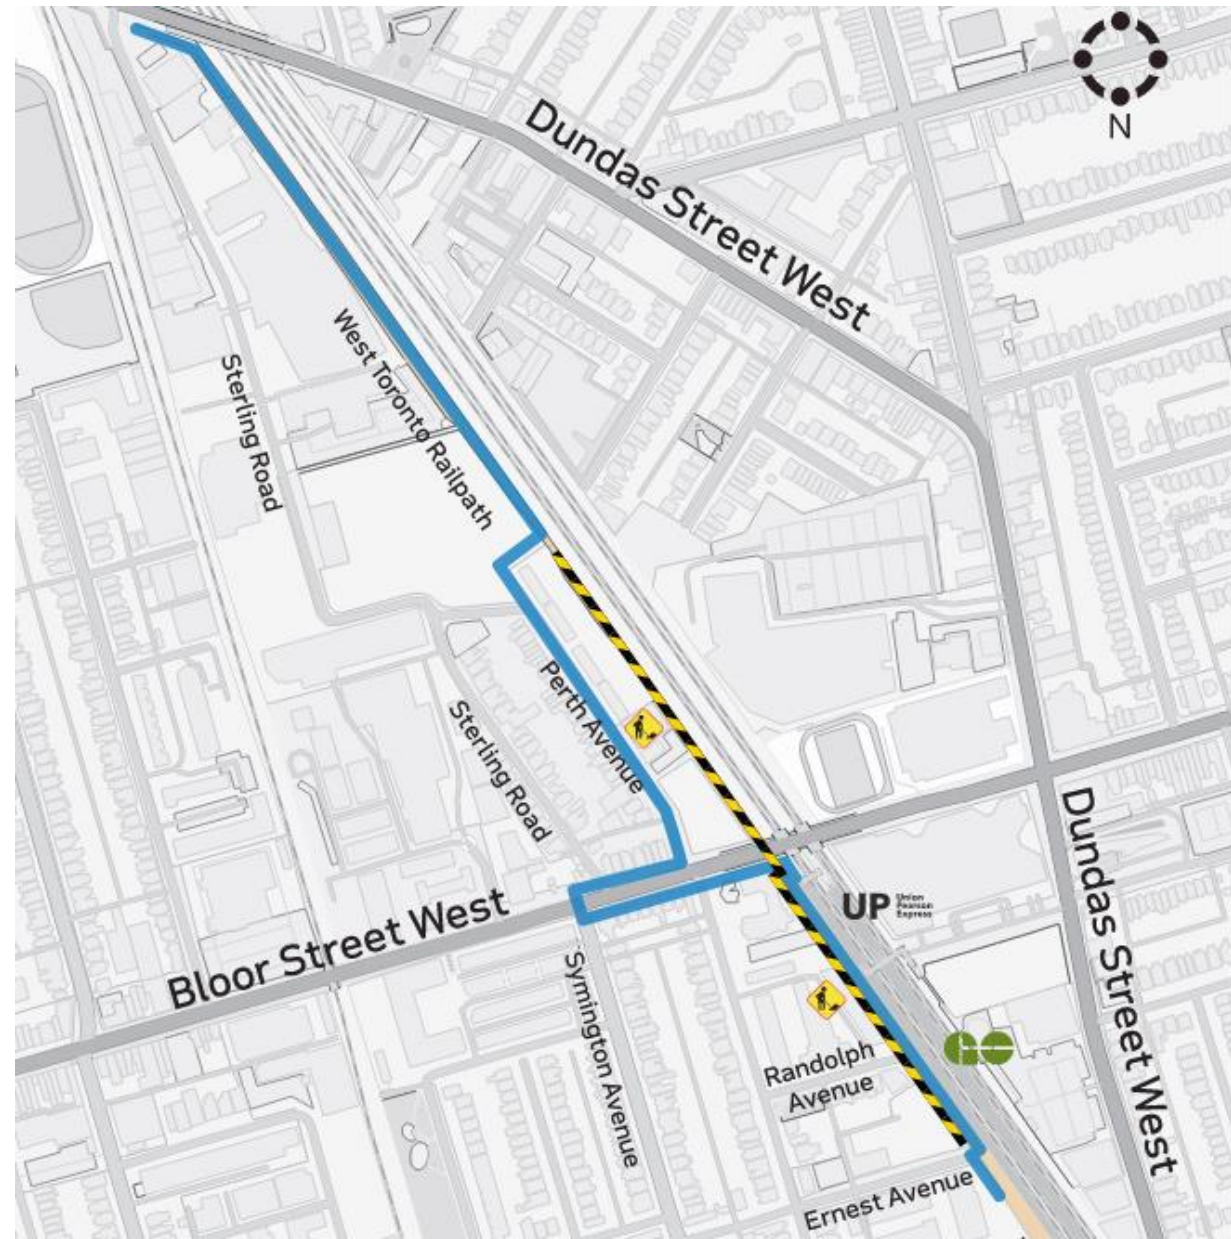 N
Dundas Street West
West Toronto Railpath
Sterling Road
Perth Avenue
Sterling Road
Dundas Street West
UP Union
Pearson
Express
Bloor Street West
Symington Avenue
GO
Randolph
Avenue
Ernest Avenue